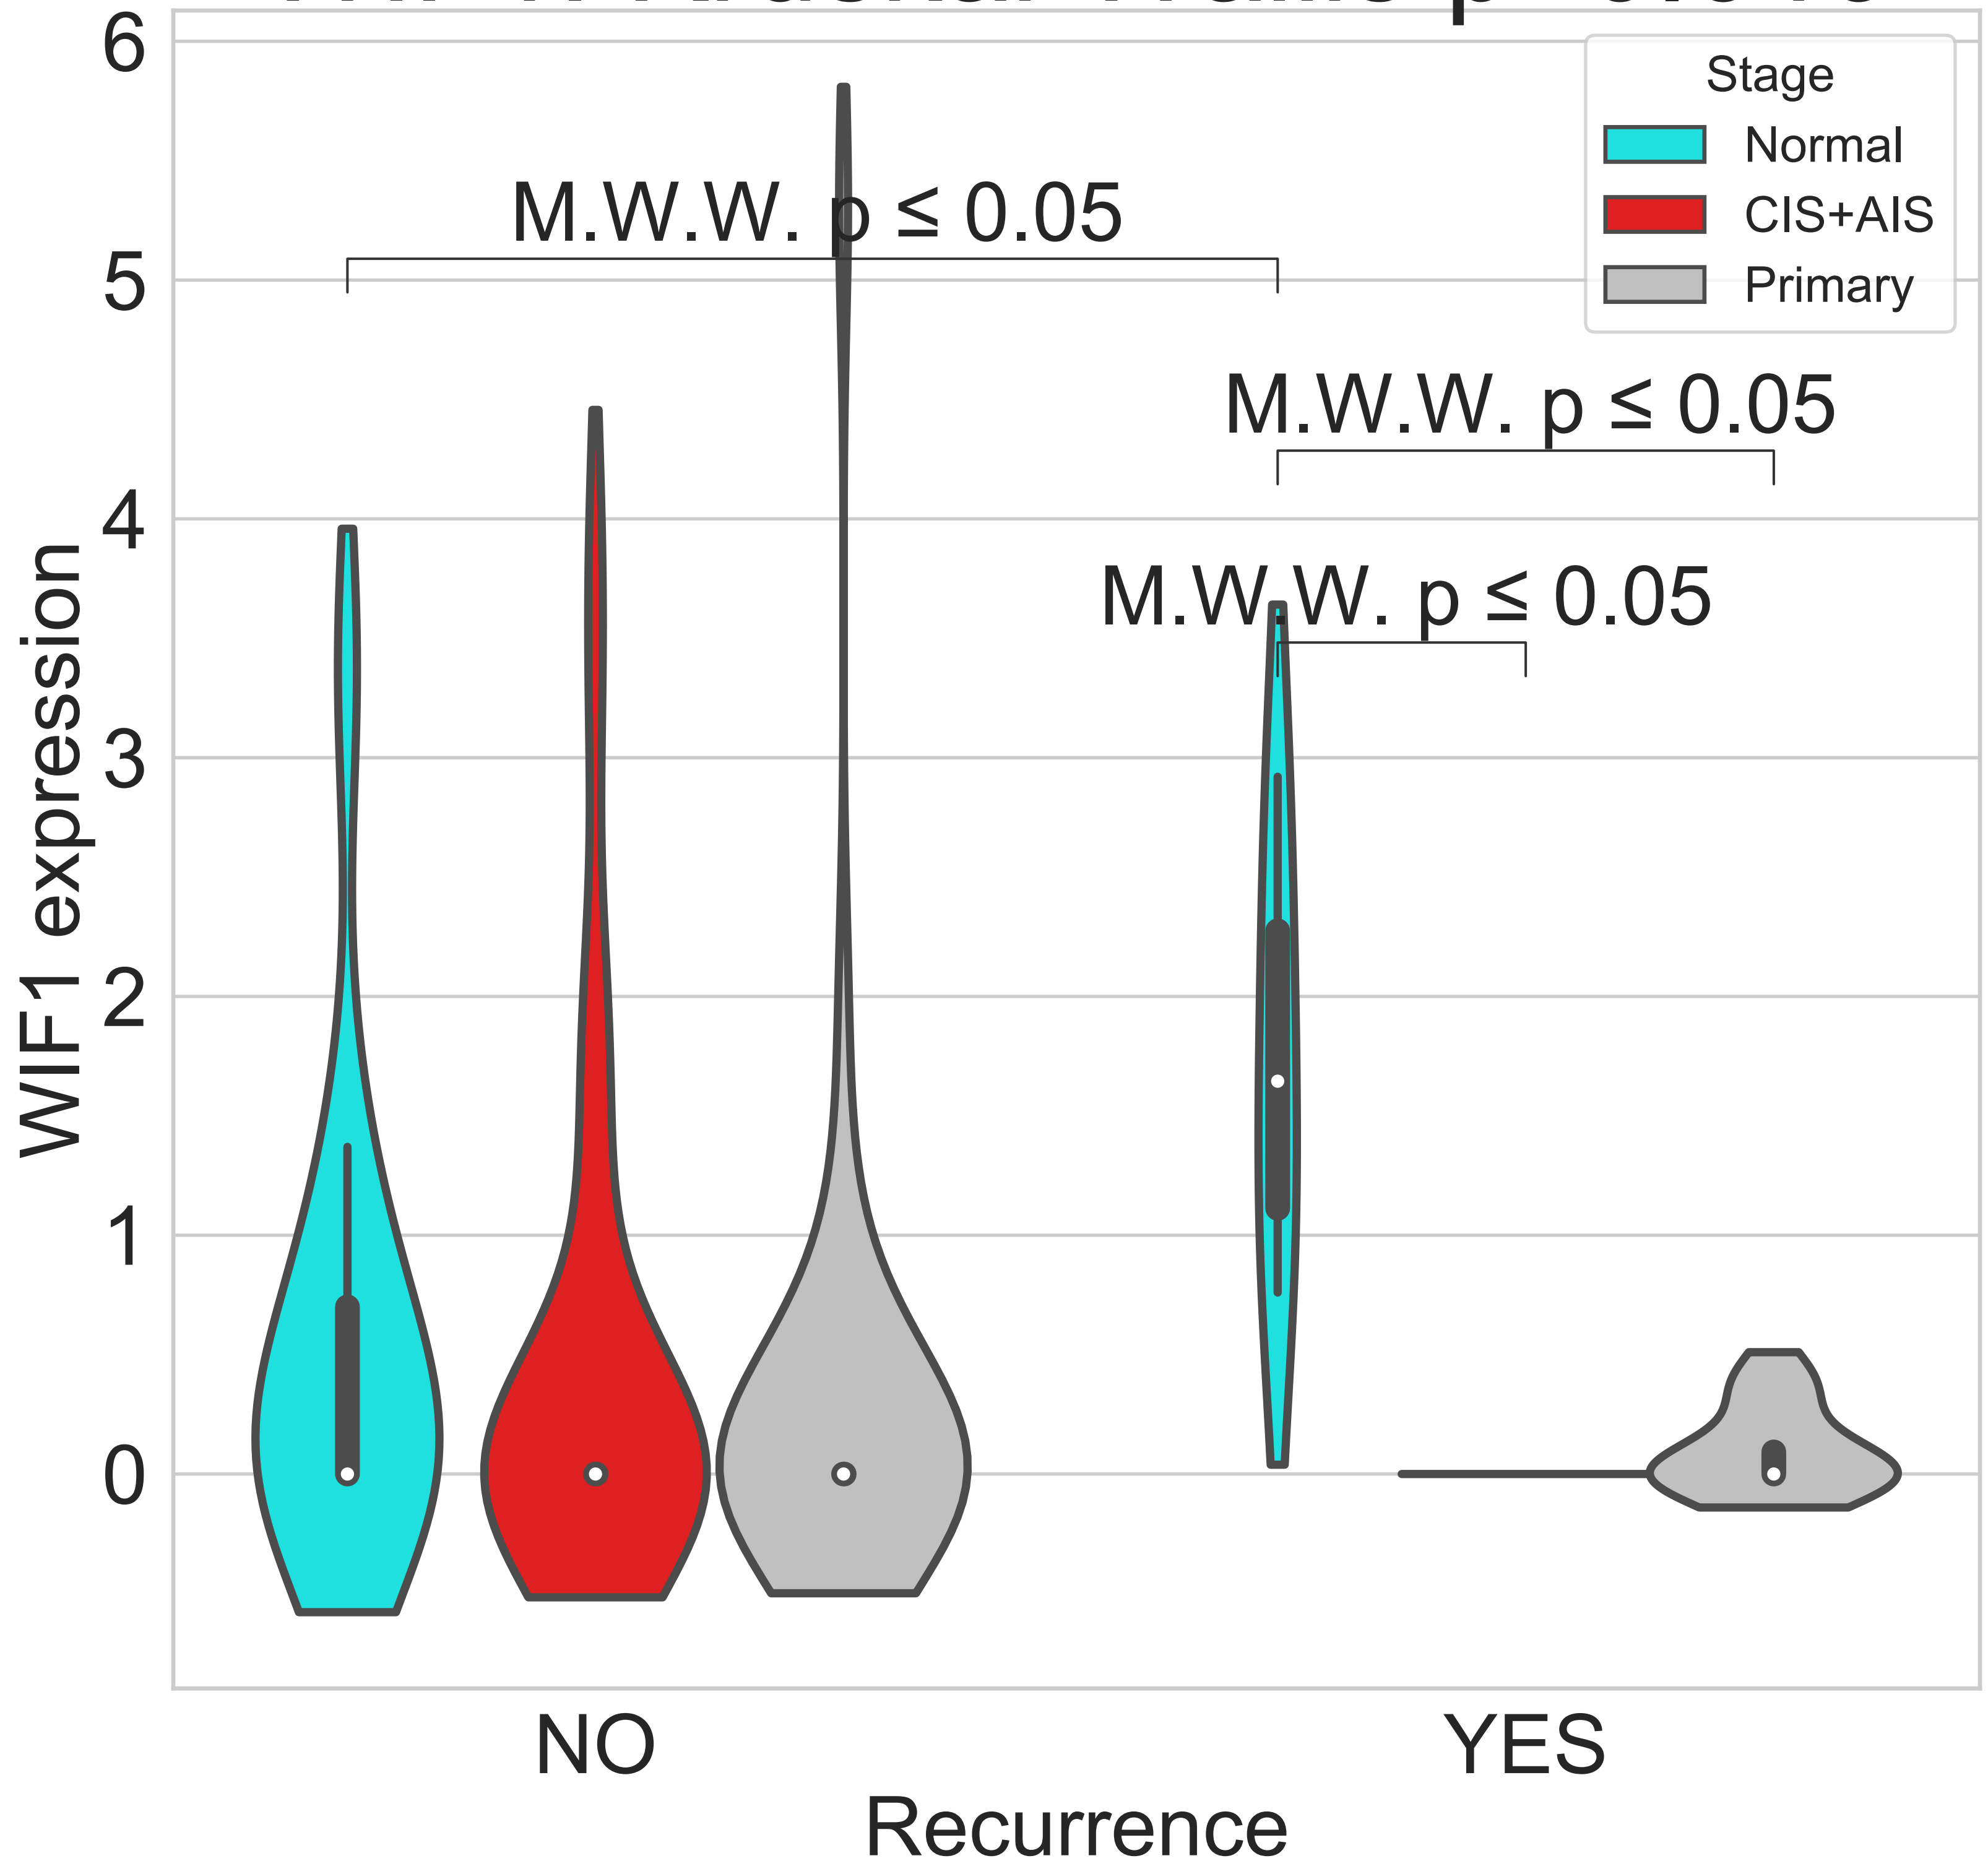 6
5
4
3
2
1
0
WIF1 expression
Stage
Normal
CIS+AIS
Primary
M.W.W. p ≤ 0.05
M.W.W. p ≤ 0.05
M.W.W. p ≤ 0.05
NO
YES
Recurrence